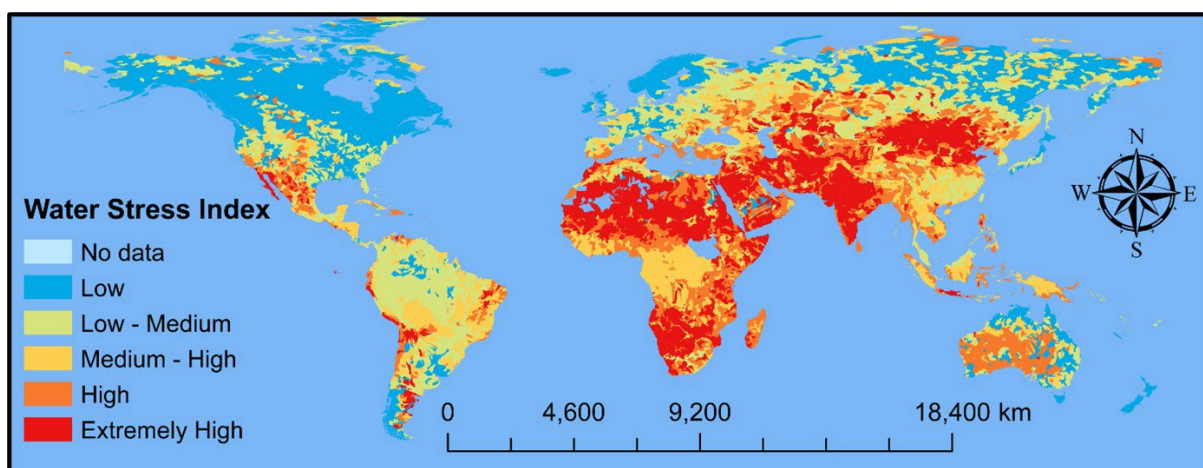 N
W E
S
Water Stress Index
No data
Low
Low - Medium
Medium - High
High
Extremely High
0 4,600 9,200 18,400 km